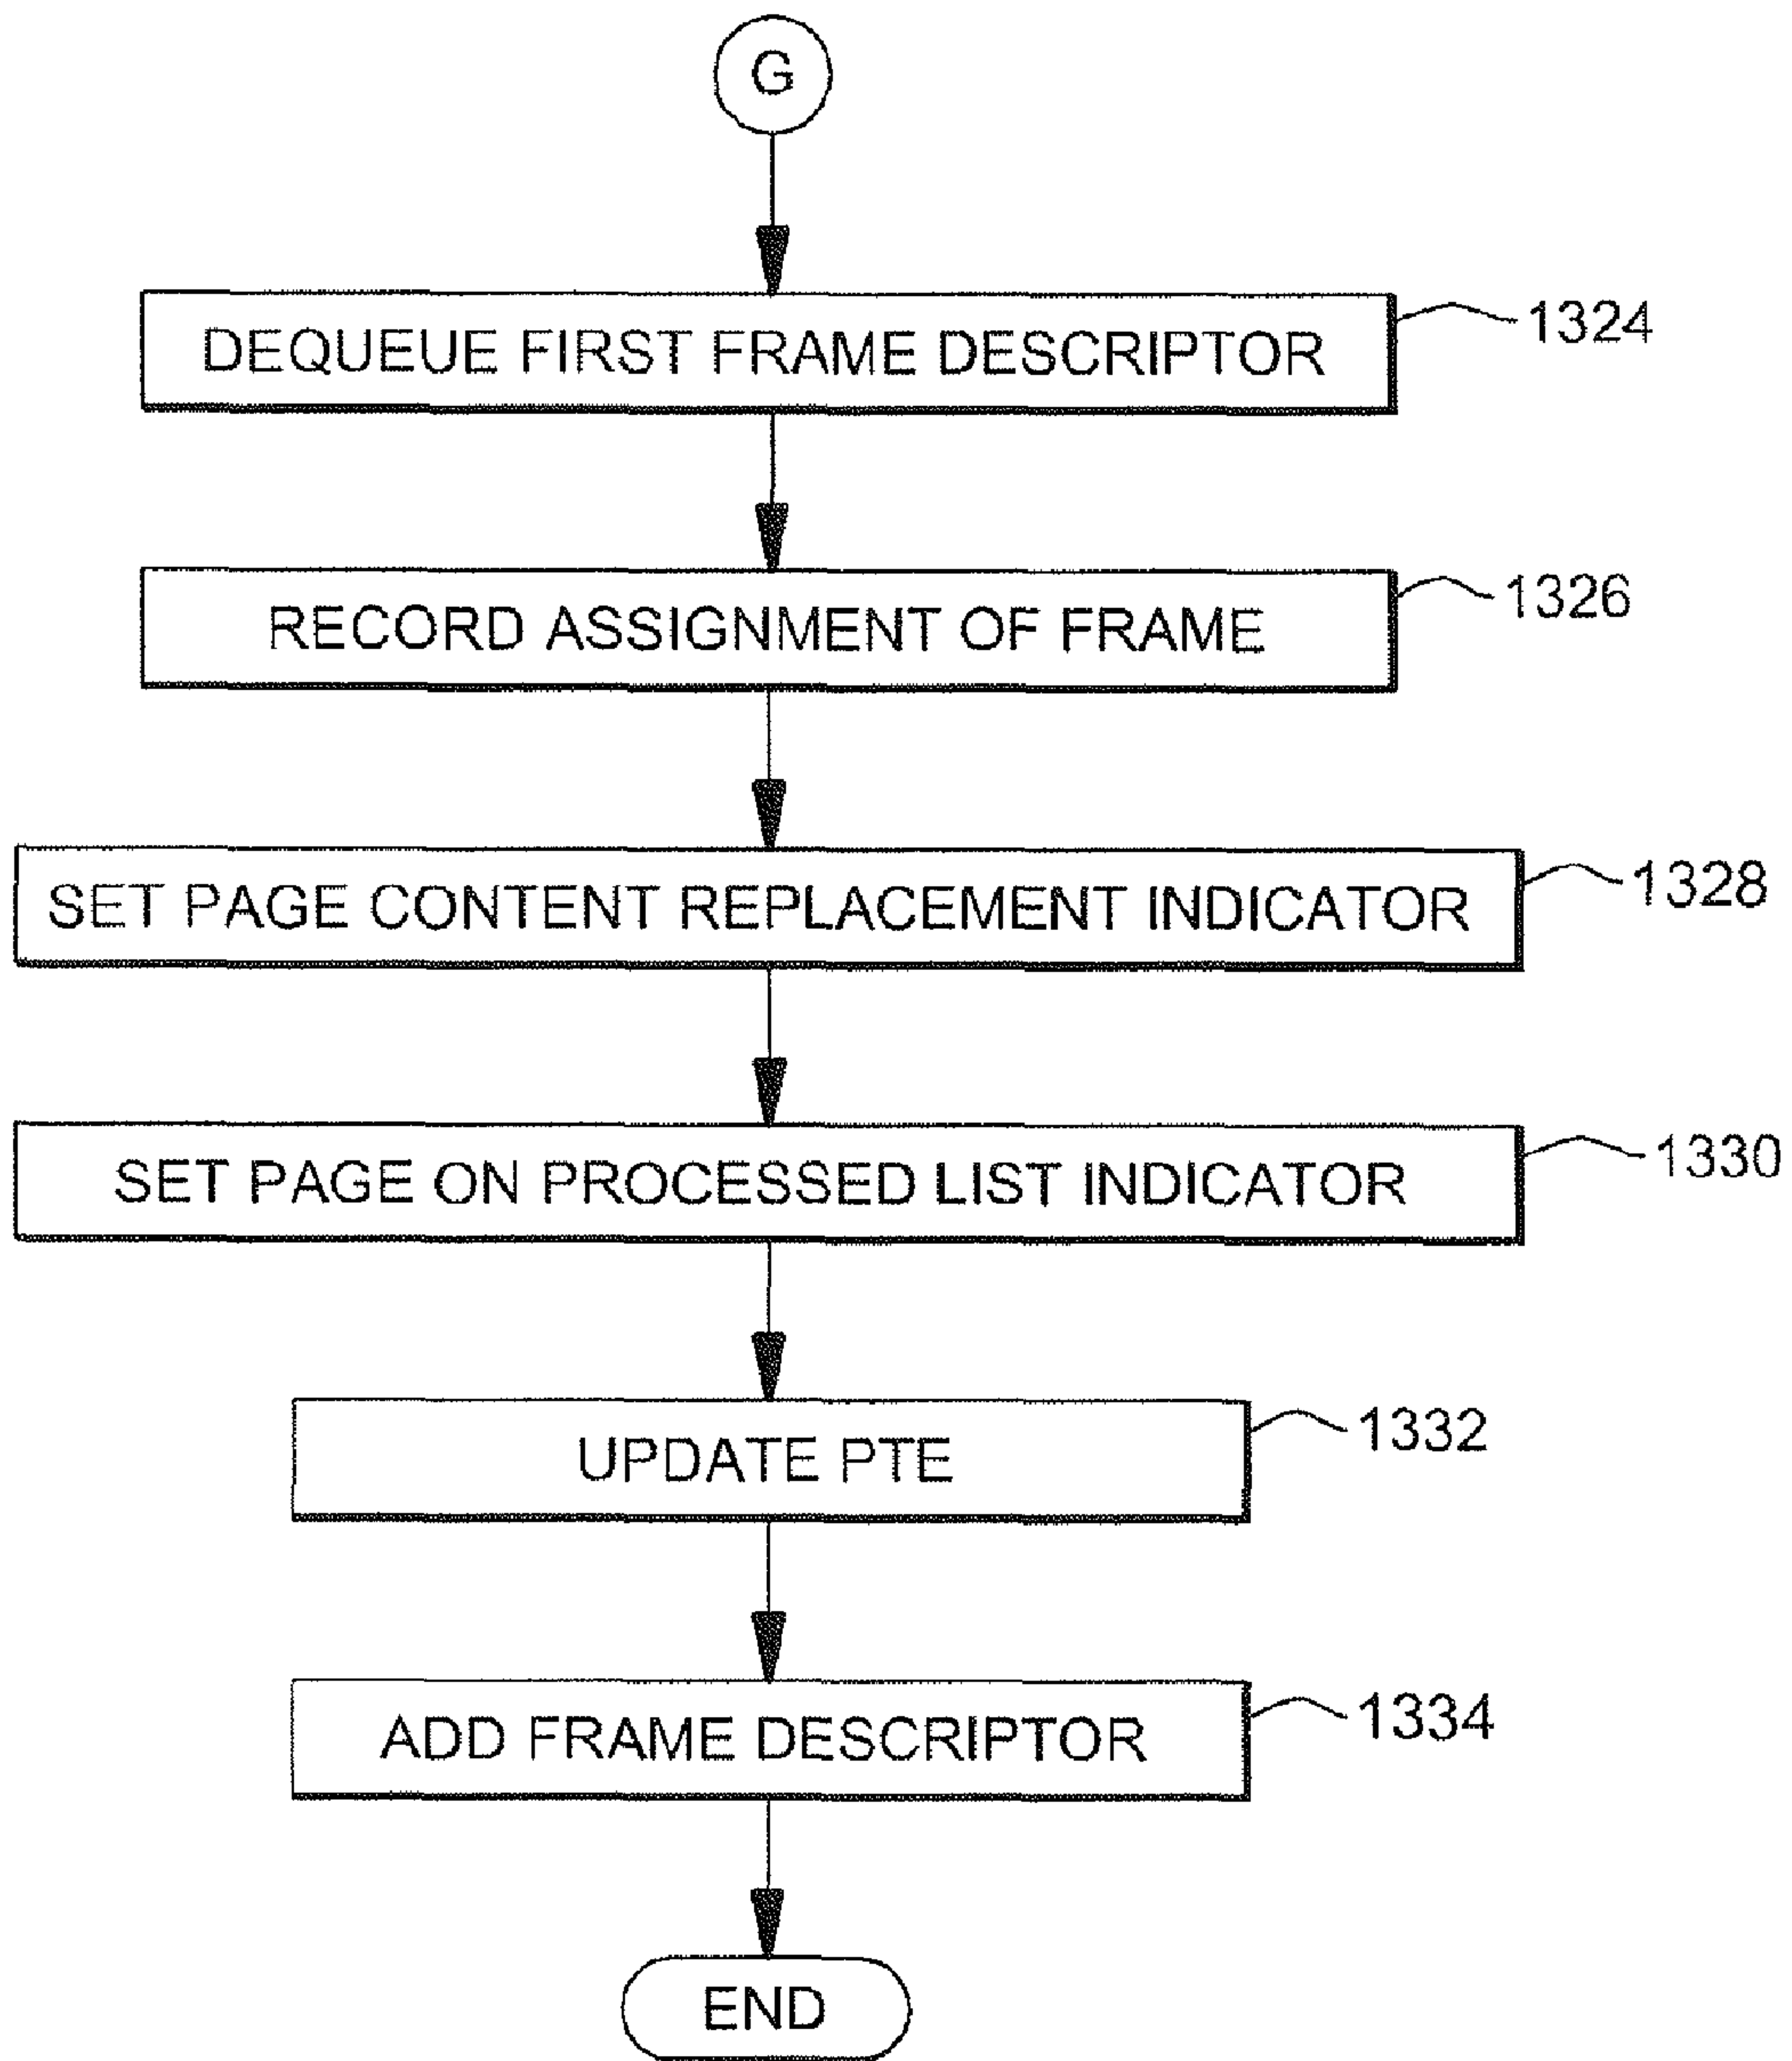 G
DEQUEUE FIRST FRAME DESCRIPTOR
1324
RECORD ASSIGNMENT OF FRAME
1326
SET PAGE CONTENT REPLACEMENT INDICATOR
1328
SET PAGE ON PROCESSED LIST INDICATOR
1330
UPDATE PTE
1332
ADD FRAME DESCRIPTOR
1334
END